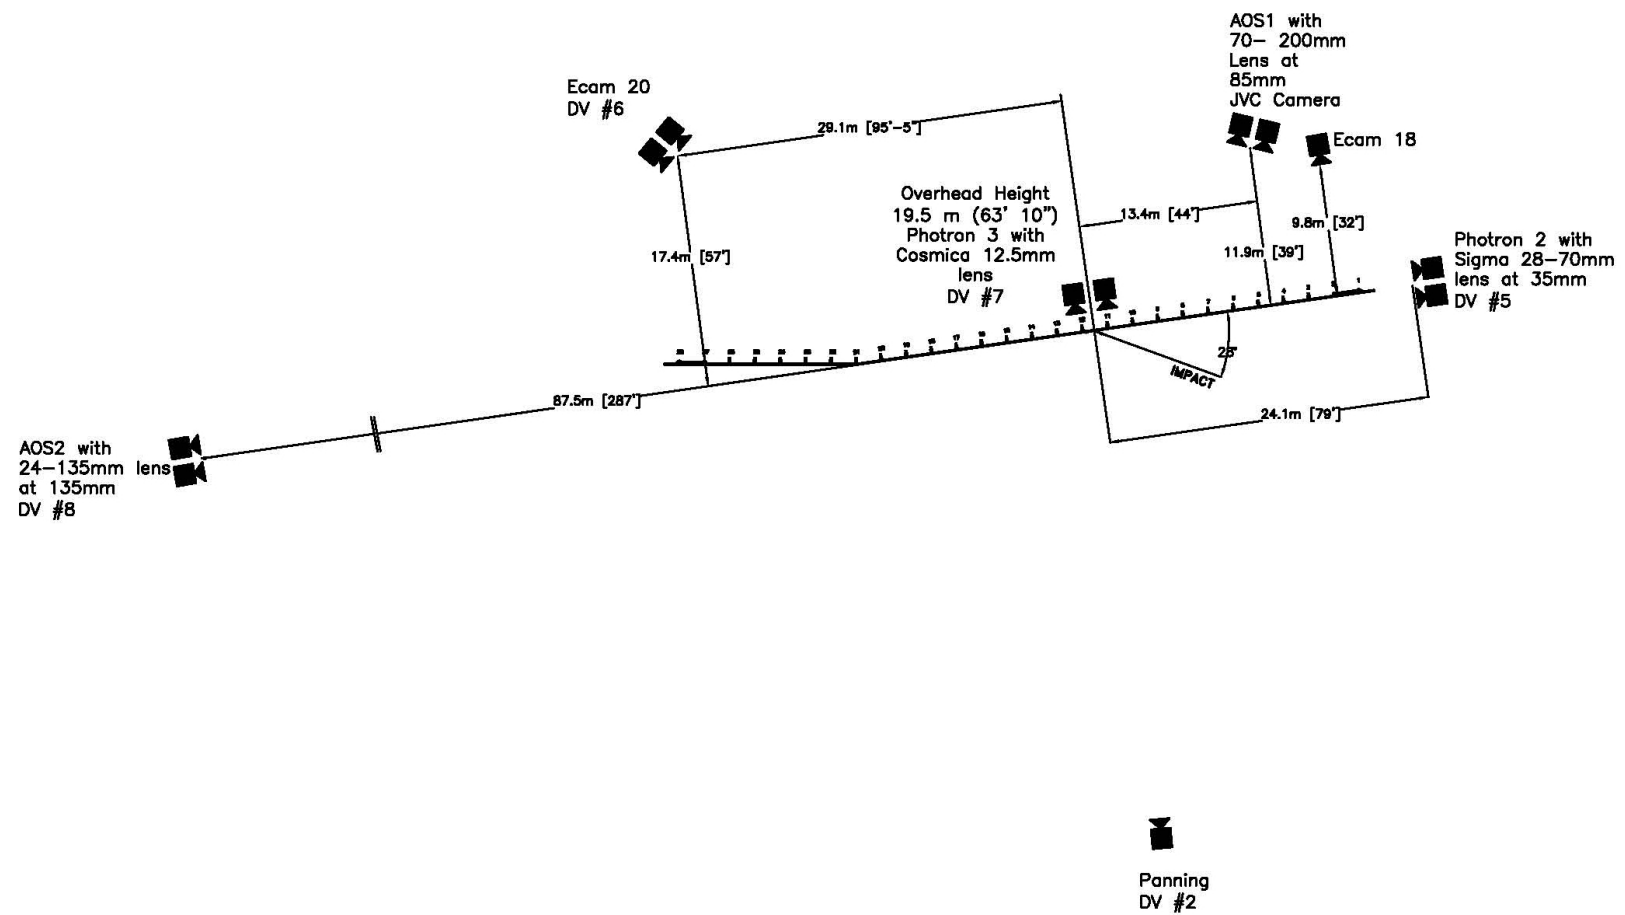 AOS1 with
70- 200mm
Lens at
85mm
JVC Camera
Ecam 20
DV #6
29.1m [95'-5"]
Ecam 18
Overhead Height
19.5 m (63' 10")
Photron 3 with
Cosmica 12.5mm
lens
DV #7
13.4m [44']
9.8m [32']
11.9m [39']
17.4m [57']
Photron 2 with
Sigma 28-70mm
lens at 35mm
DV #5
IMPACT
87.5m [287']
24.1m [79']
AOS2 with
24-135mm lens
at 135mm
DV #8
Panning
DV #2